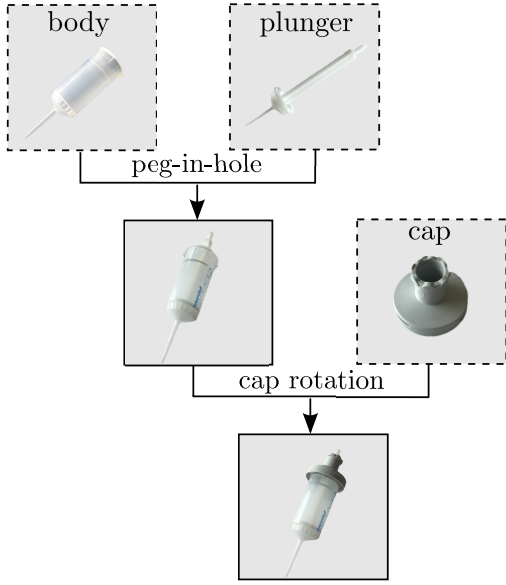 body
plunger
peg-in-hole
cap
cap rotation